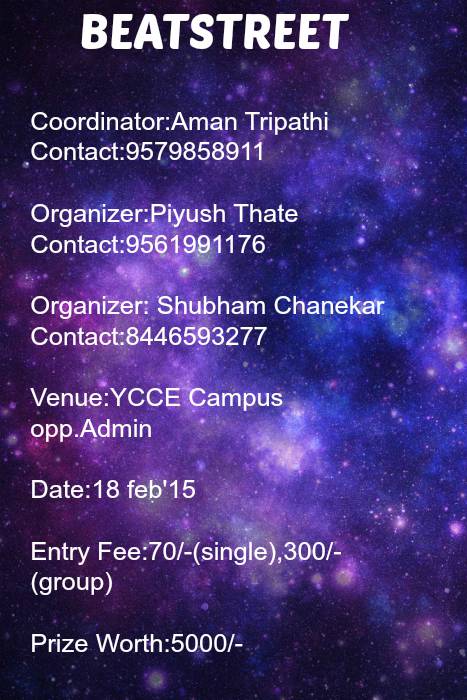 BEATSTREET
Coordinator:Aman Tripathi
Contact:9579858911
Organizer:Piyush Thate
Contact:9561991176
Organizer: Shubham Chanekar
Contact:8446593277
Venue:YCCE Campus
opp.Admin
Date:18 feb'15
Entry Fee:70/-(single),300/-
(group)
Prize Worth:5000/-